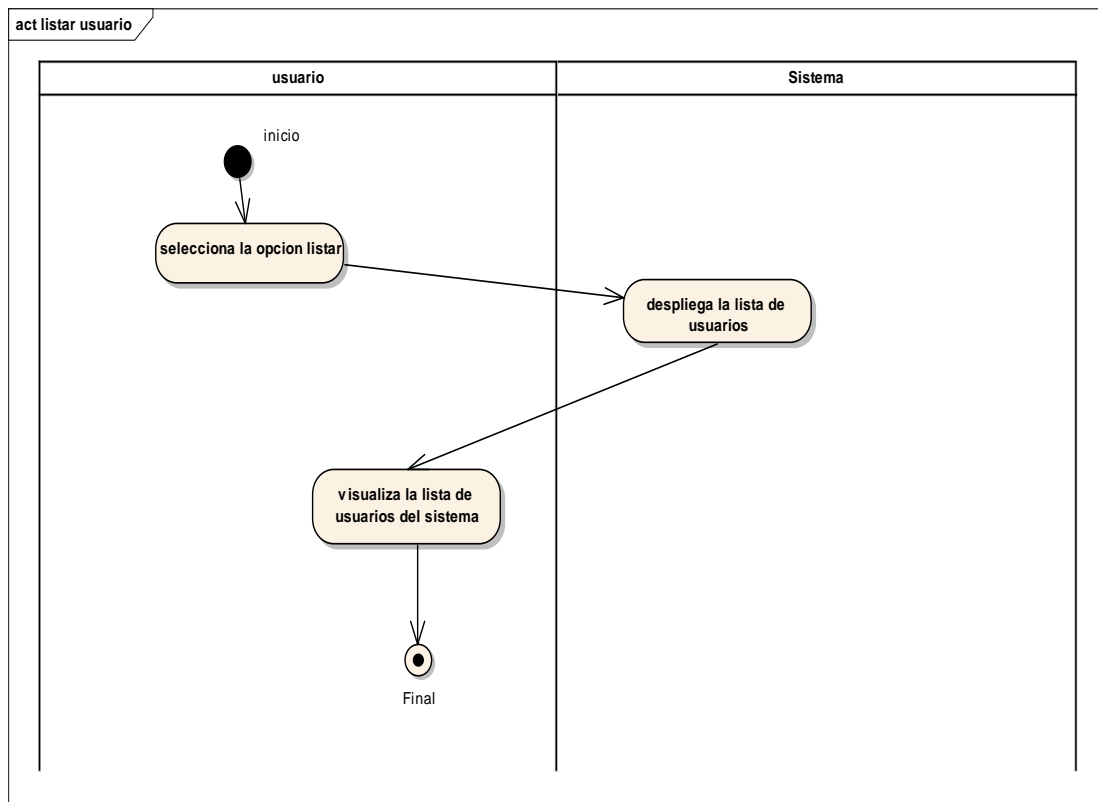 act listar usuario
usuario
Sistema
inicio
selecciona la opcion listar
despliega la lista de
usuarios
visualiza la lista de
usuarios del sistema
Final